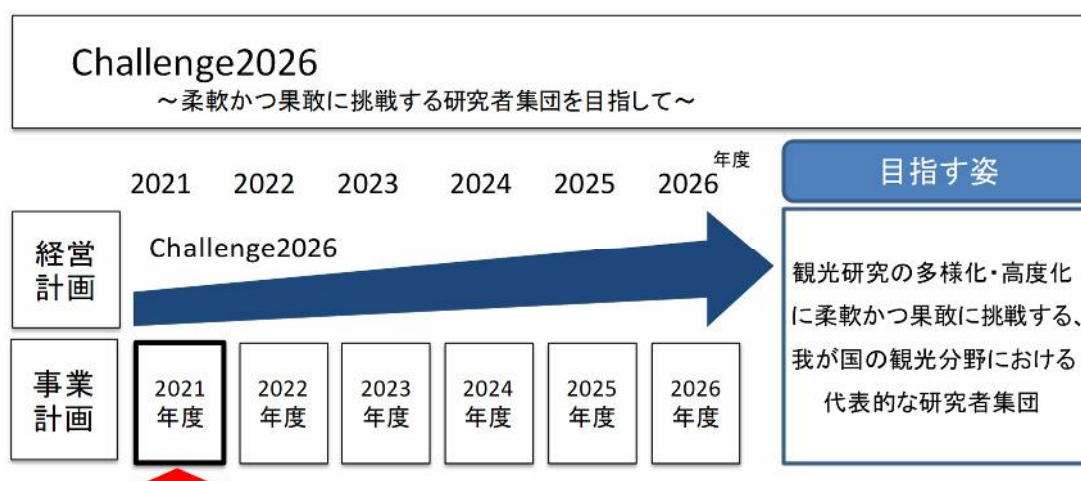 Challenge2026
～柔軟かつ果敢に挑戦する研究者集団を目指して～
年度
2021 2022 2023 2024 2025 2026
目指す姿
経営
計画
Challenge2026
観光研究の多様化・高度化
に柔軟かつ果敢に挑戦する、
我が国の観光分野における
代表的な研究者集団
事業
計画
2021
年度
2022
年度
2023
年度
2024
年度
2025
年度
2026
年度